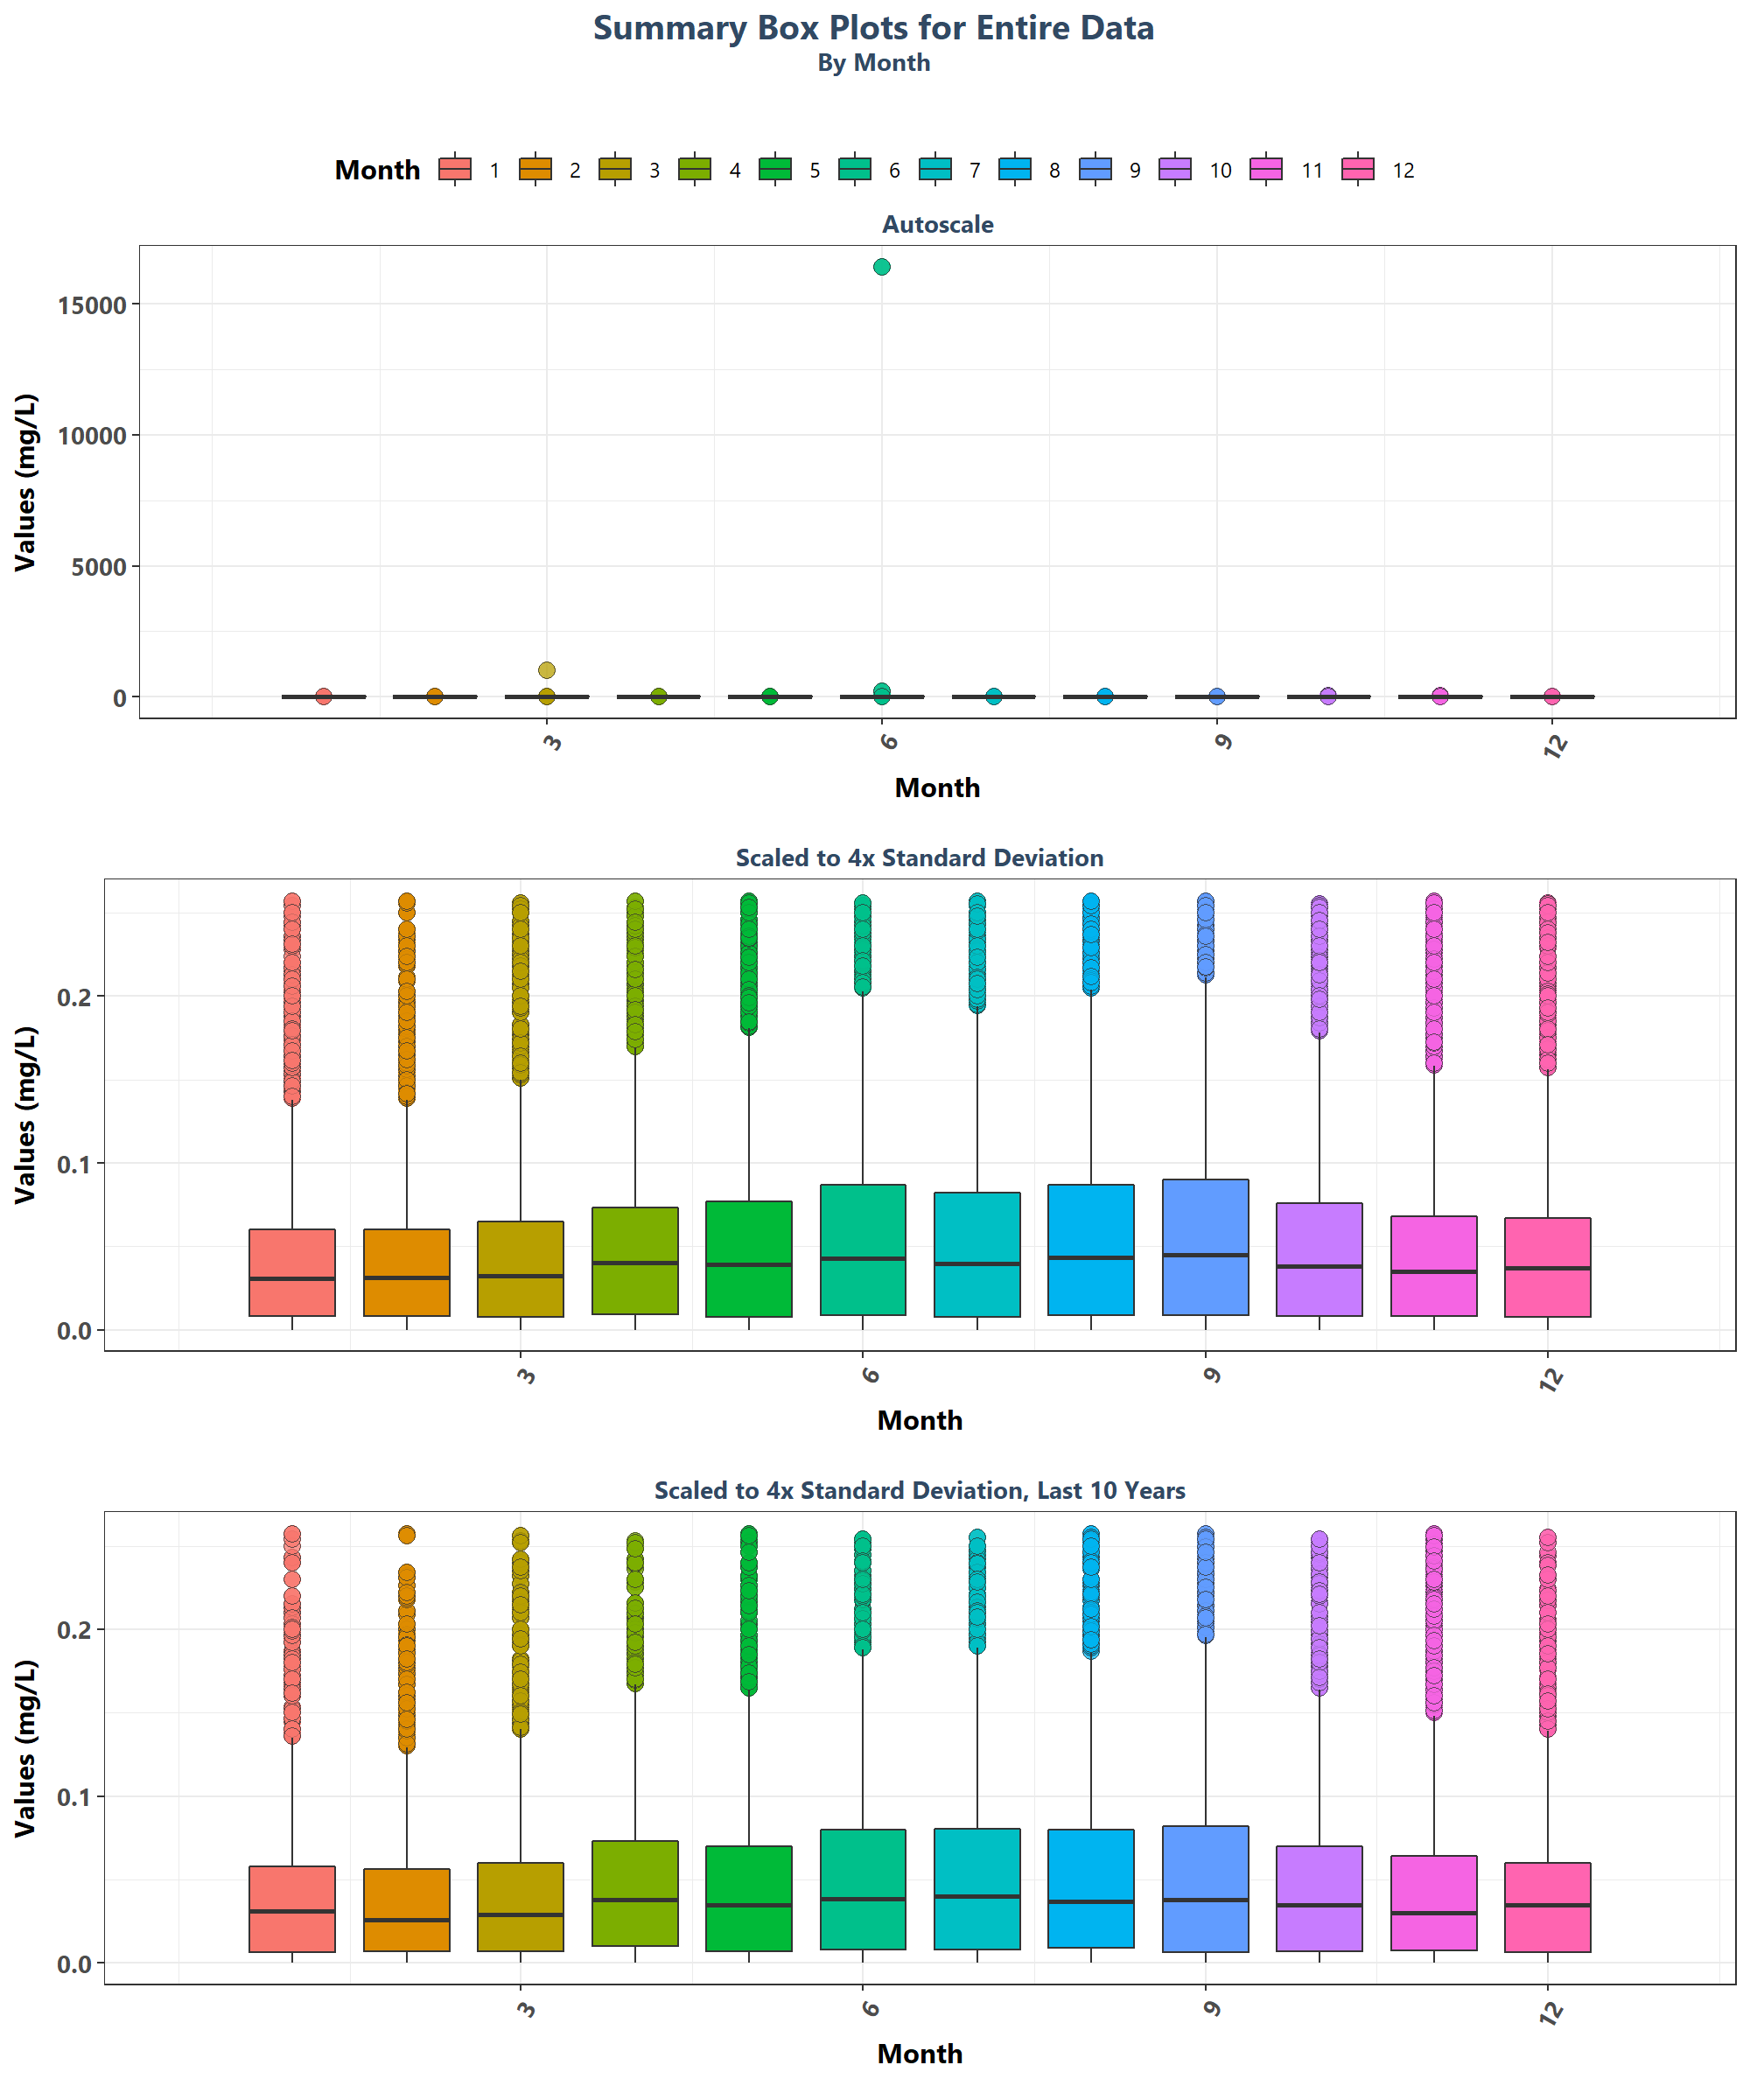 Summary Box Plots for Entire Data
By Month
Month 1 2 3 4 5 6 7 8 9 10 11 12
Autoscale
Values (mg/L)
15000
10000
5000
0
3 6 9 12
Month
Scaled to 4x Standard Deviation
Values (mg/L)
0.2
0.1
0.0
3 6 9 12
Month
Scaled to 4x Standard Deviation, Last 10 Years
Values (mg/L)
0.2
0.1
0.0
3 6 9 12
Month